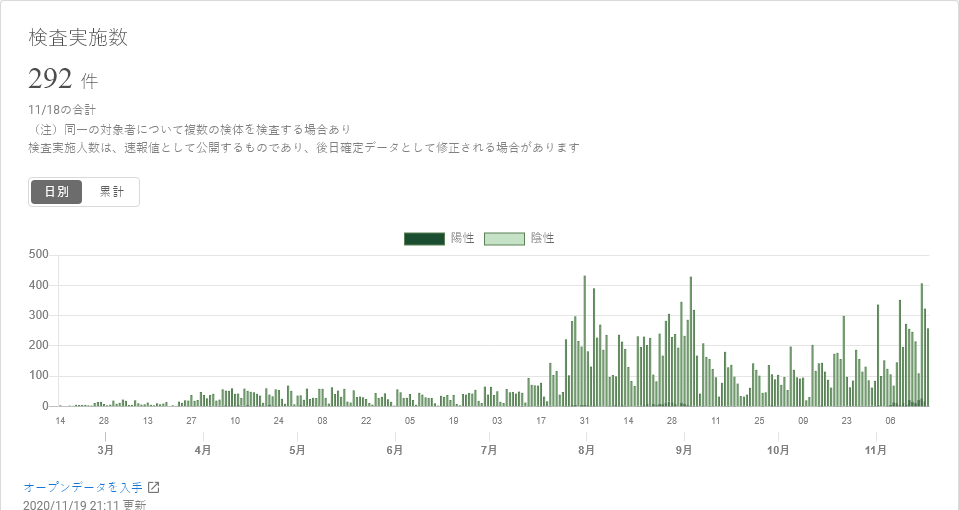 検査実施数
292 件
11/18の合計
（注）同一の対象者について複数の検体を検査する場合あり
検査実施人数は、速報値として公開するものであり、後日確定データとして修正される場合があります
日別 累計
陽性 陰性
500
400
300
200
100
0
14 28 13 27 10 24 08 22 05 19 03 17 31 14 28 11 25 09 23 06
3月 4月 5月 6月 7月 8月 9月 10月 11月
オープンデータを入手
2020/11/19 21:11 更新